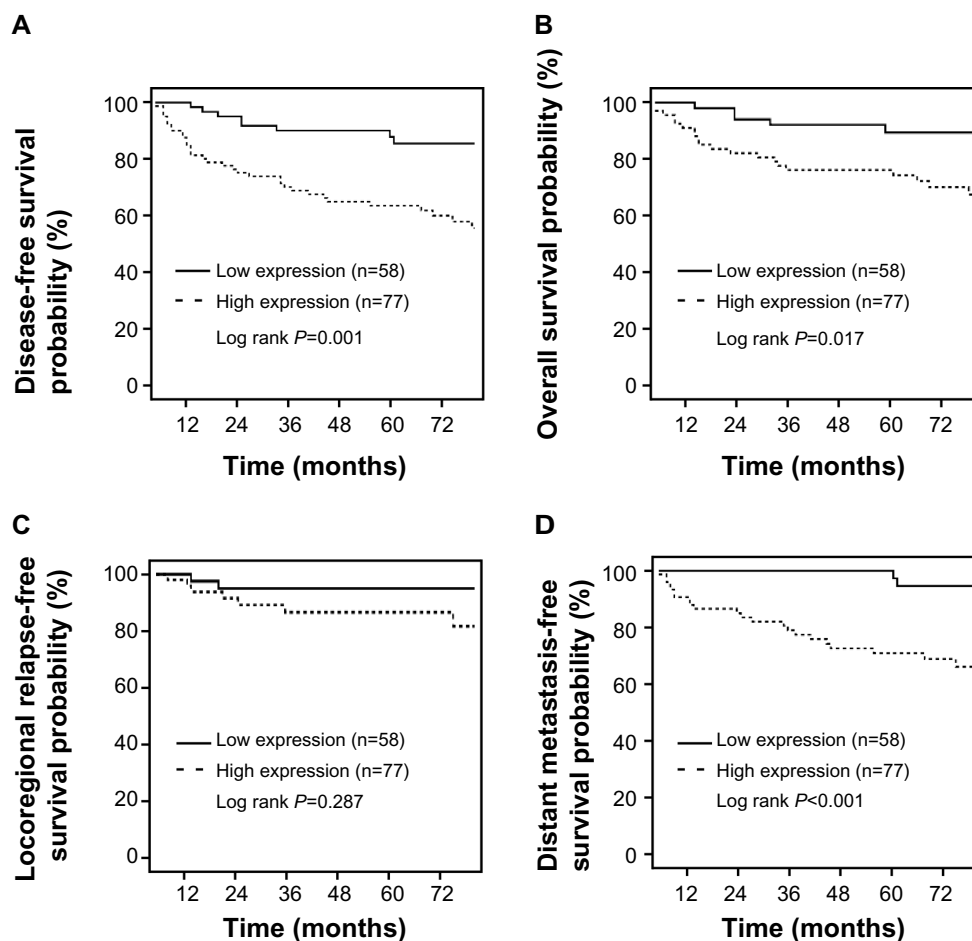 A
Disease-free survival
probability (%)
100
80
60
40
20
0
Low expression (n=58)
High expression (n=77)
Log rank P=0.001
12 24 36 48 60 72
Time (months)
B
Overall survival probability (%)
100
80
60
40
20
0
Low expression (n=58)
High expression (n=77)
Log rank P=0.017
12 24 36 48 60 72
Time (months)
C
Locoregional relapse-free
survival probability (%)
100
80
60
40
20
0
Low expression (n=58)
High expression (n=77)
Log rank P=0.287
12 24 36 48 60 72
Time (months)
D
Distant metastasis-free
survival probability (%)
100
80
60
40
20
0
Low expression (n=58)
High expression (n=77)
Log rank P<0.001
12 24 36 48 60 72
Time (months)